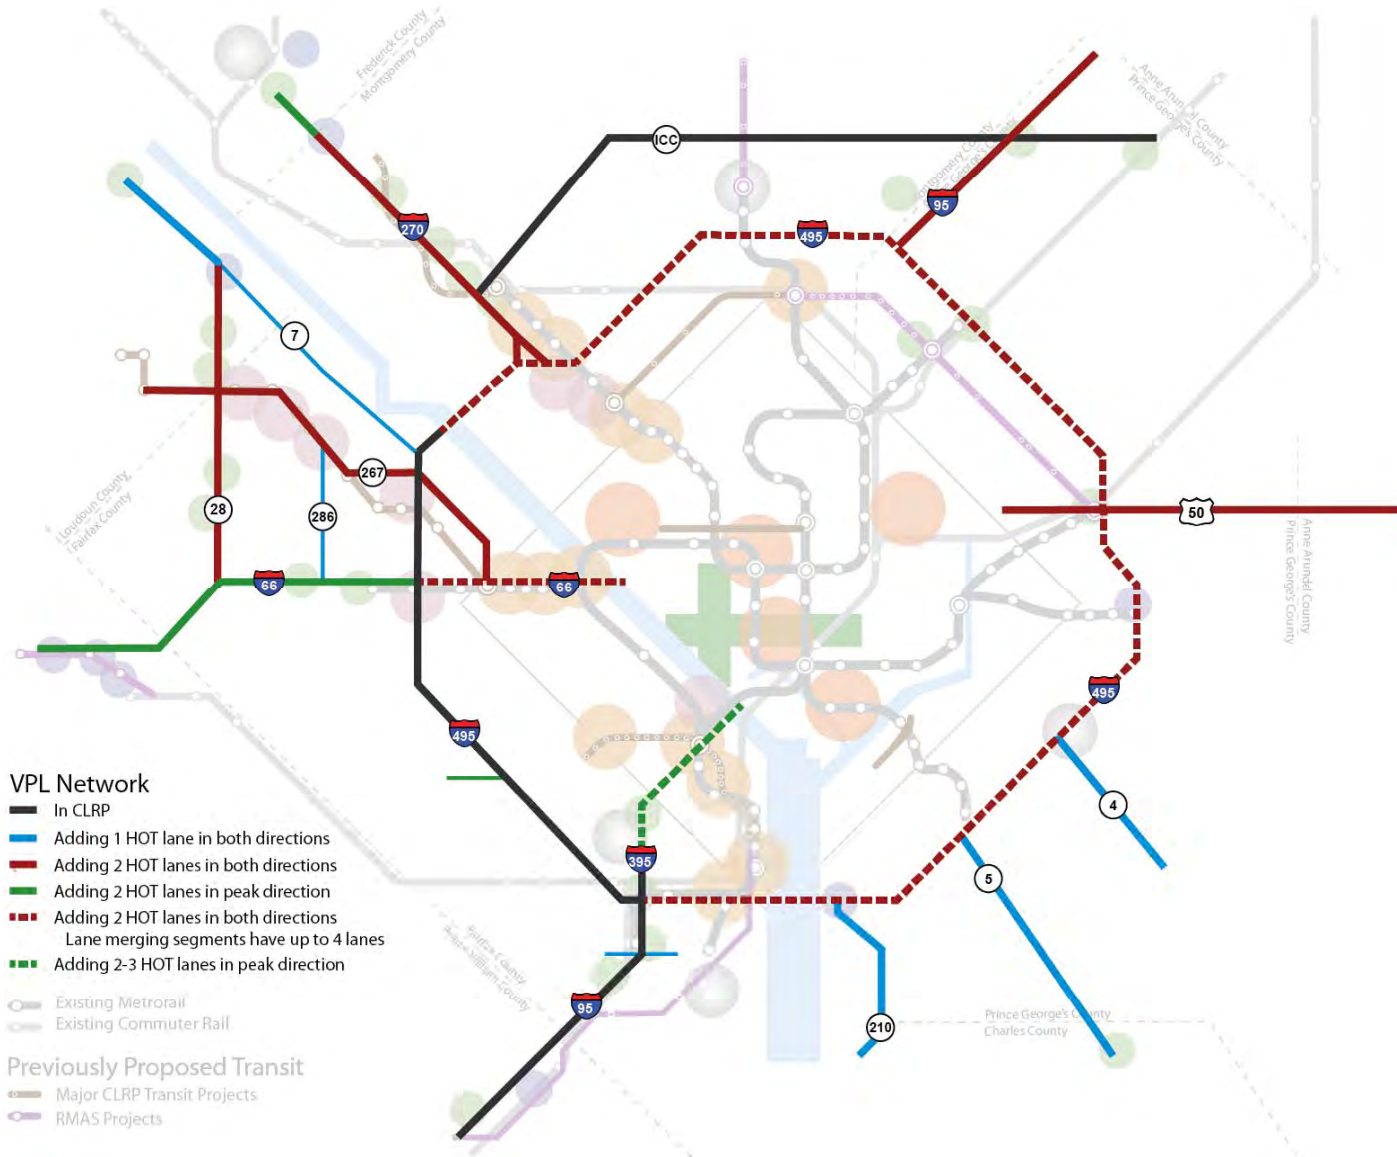 Frederick County
Montgomery County
Anne Arundel County
Prince George's County
ICC
Montgomery County
Prince George's County
95
270
495
7
267
28
286
50
Loudoun County
Fairfax County
66
66
Anne Arundel County
Prince George's County
495
495
VPL Network
In CLRP
Adding 1 HOT lane in both directions
Adding 2 HOT lanes in both directions
Adding 2 HOT lanes in peak direction
Adding 2 HOT lanes in both directions
Lane merging segments have up to 4 lanes
Adding 2-3 HOT lanes in peak direction
Existing Metrorail
Existing Commuter Rail
Previously Proposed Transit
Major CLRP Transit Projects
RMAS Projects
4
395
5
Fairfax County
Prince William County
95
210
Prince George's County
Charles County